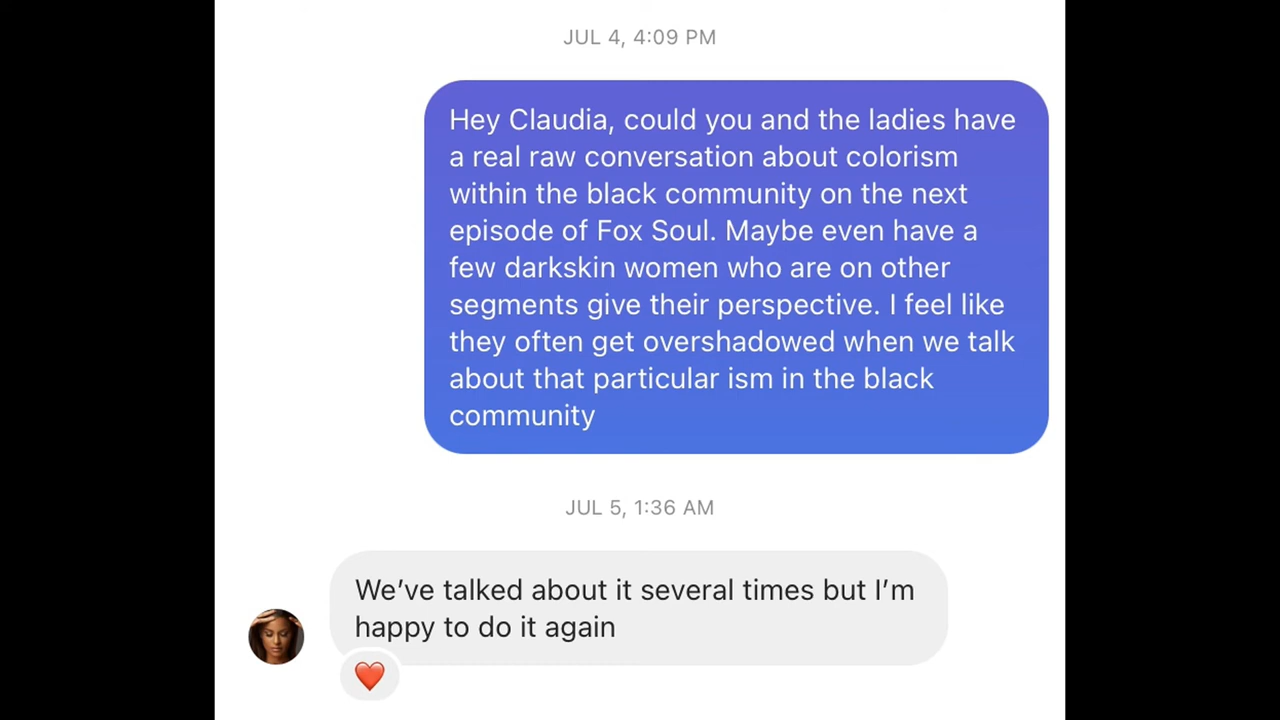 JUL 4, 4:09 PM
Hey Claudia, could you and the ladies have
a real raw conversation about colorism
within the black community on the next
episode of Fox Soul. Maybe even have a
few darkskin women who are on other
segments give their perspective. I feel like
they often get overshadowed when we talk
about that particular ism in the black
community
JUL 5, 1:36 AM
We’ve talked about it several times but I’m
happy to do it again